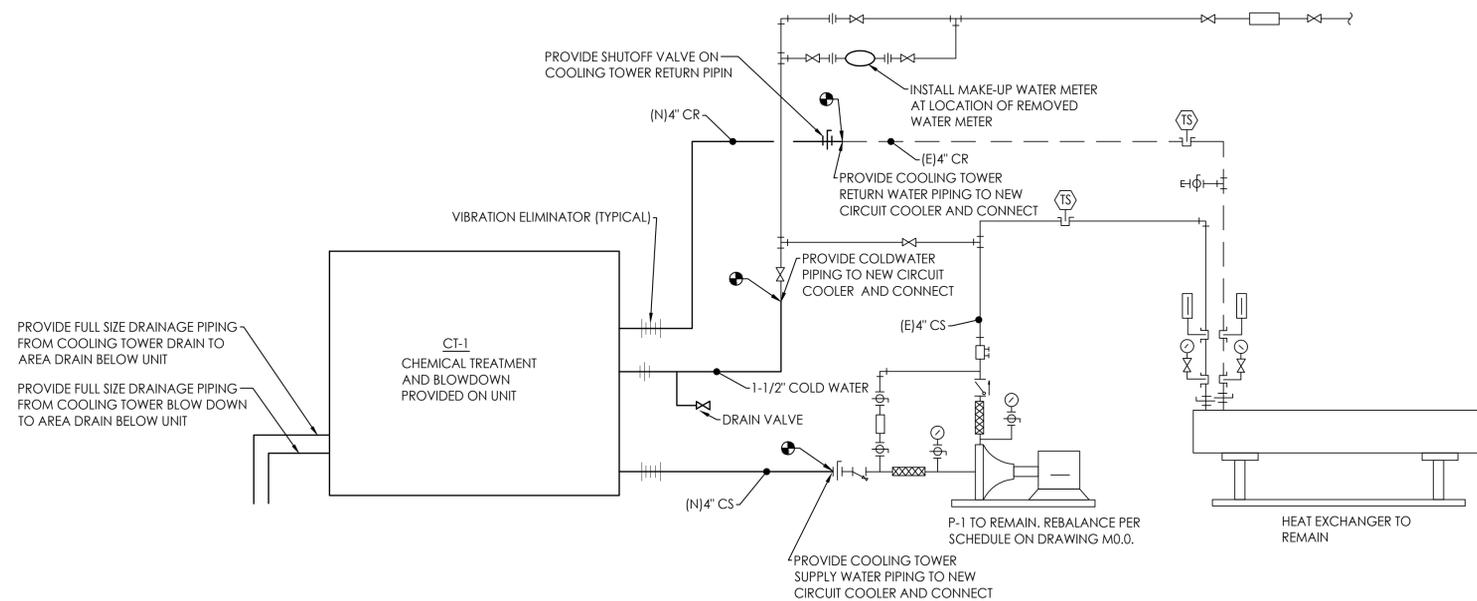 PROVIDE SHUTOFF VALVE ON
COOLING TOWER RETURN PIPIN
INSTALL MAKE-UP WATER METER
AT LOCATION OF REMOVED
WATER METER
(N)4" CR
TS
(E)4" CR
PROVIDE COOLING TOWER
RETURN WATER PIPING TO NEW
CIRCUIT COOLER AND CONNECT
TS
VIBRATION ELIMINATOR (TYPICAL)
PROVIDE COLDWATER
PIPING TO NEW CIRCUIT
COOLER AND CONNECT
(E)4" CS
PROVIDE FULL SIZE DRAINAGE PIPING
FROM COOLING TOWER DRAIN TO
AREA DRAIN BELOW UNIT
PROVIDE FULL SIZE DRAINAGE PIPING
FROM COOLING TOWER BLOW DOWN
TO AREA DRAIN BELOW UNIT
CT-1
CHEMICAL TREATMENT
AND BLOWDOWN
PROVIDED ON UNIT
1-1/2" COLD WATER
DRAIN VALVE
(N)4" CS
P-1 TO REMAIN. REBALANCE PER
SCHEDULE ON DRAWING M0.0.
HEAT EXCHANGER TO
REMAIN
PROVIDE COOLING TOWER
SUPPLY WATER PIPING TO NEW
CIRCUIT COOLER AND CONNECT